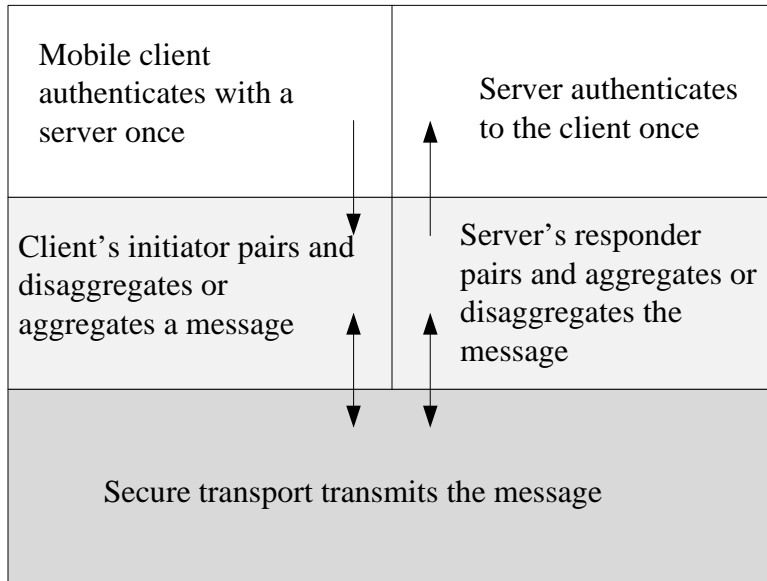 Mobile client
authenticates with a
server once
Server authenticates
to the client once
Client’s initiator pairs and
disaggregates or
aggregates a message
Server’s responder
pairs and aggregates or
disaggregates the
message
Secure transport transmits the message